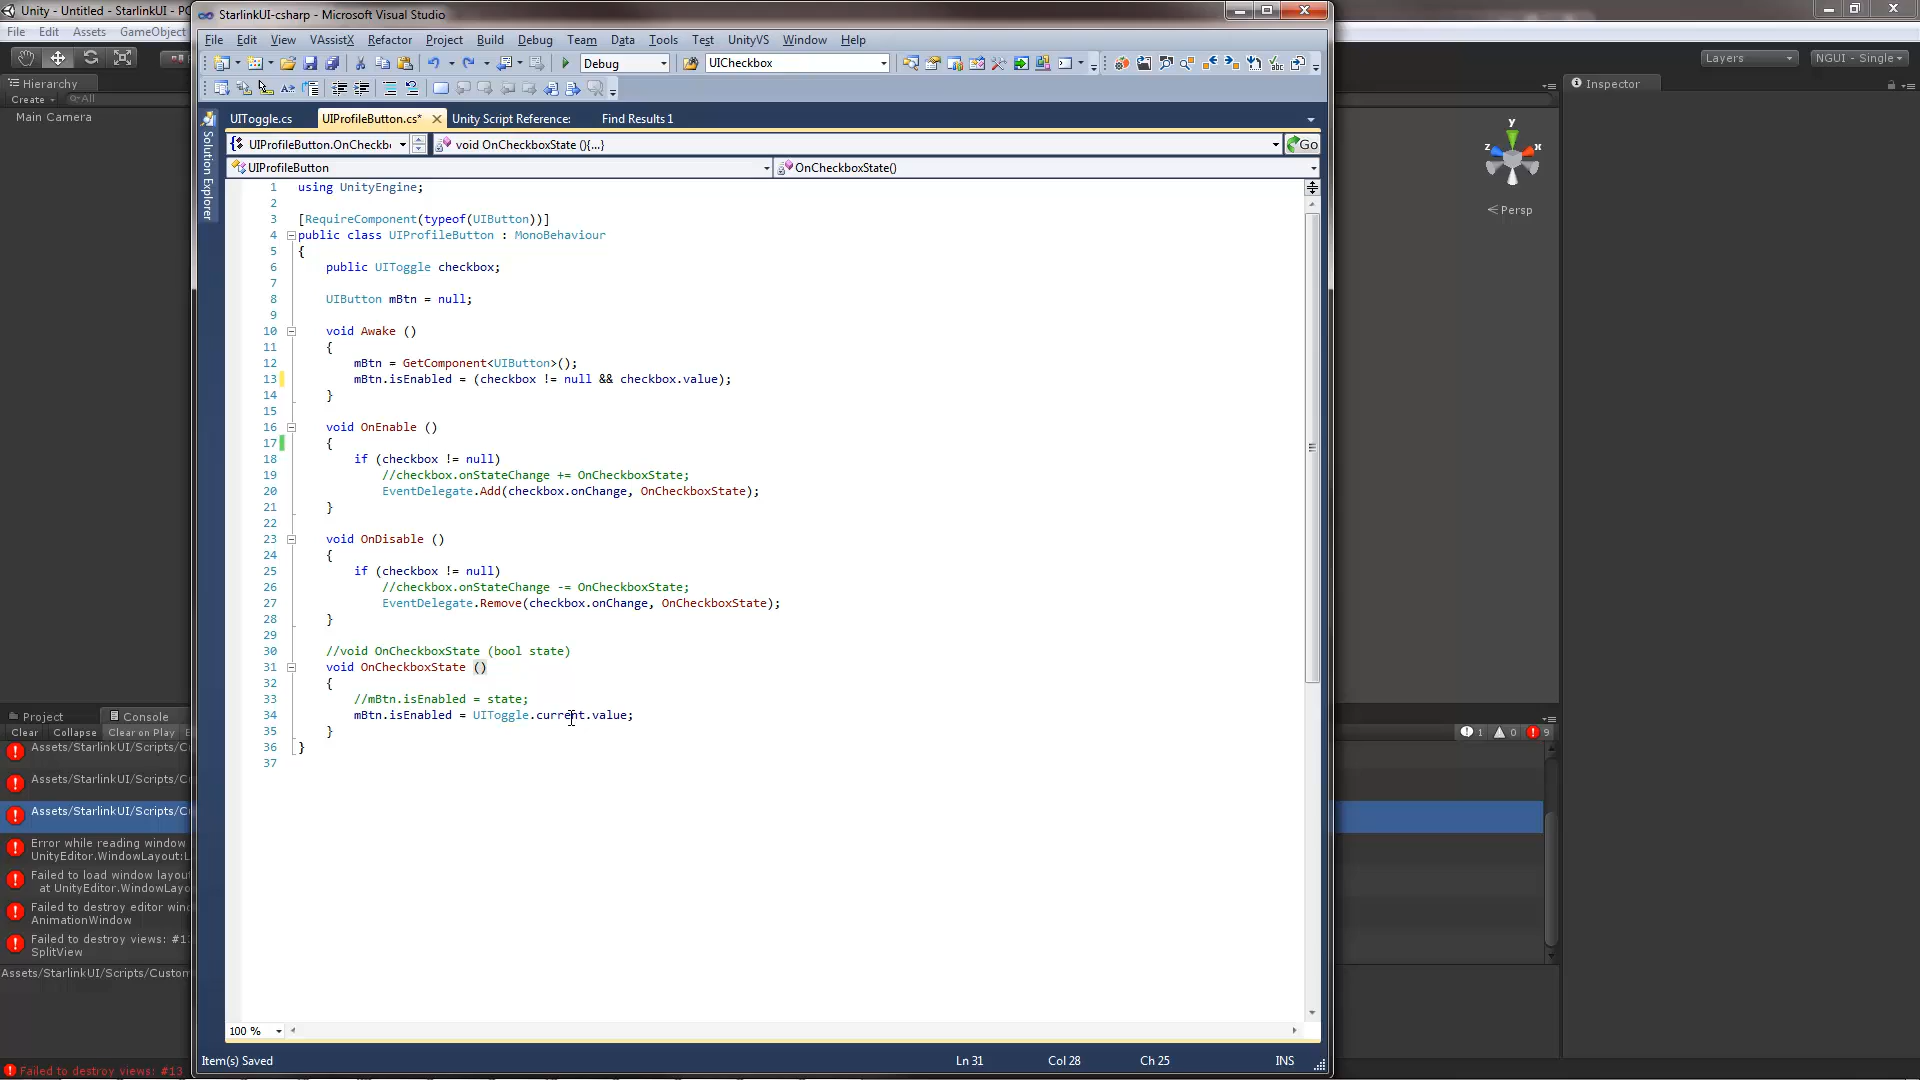 Unity - Untitled - StarlinkUI - PC
File Edit Assets GameObject
Hierarchy
Create All
Main Camera
StarlinkUI-csharp - Microsoft Visual Studio
File Edit View VAssistX Refactor Project Build Debug Team Data Tools Test UnityVS Window Help
Debug UICheckbox
UIToggle.cs UIProfileButton.cs* Unity Script Reference: Find Results 1
UIProfileButton.OnCheckb void OnCheckboxState (){...} Go
UIProfileButton OnCheckboxState()
Solution Explorer
1 using UnityEngine;
2
3 [RequireComponent(typeof(UIButton))]
4 public class UIProfileButton : MonoBehaviour
5 {
6 public UIToggle checkbox;
7
8 UIButton mBtn = null;
9
10 void Awake ()
11 {
12 mBtn = GetComponent<UIButton>();
13 mBtn.isEnabled = (checkbox != null && checkbox.value);
14 }
15
16 void OnEnable ()
17 {
18 if (checkbox != null)
19 //checkbox.onStateChange += OnCheckboxState;
20 EventDelegate.Add(checkbox.onChange, OnCheckboxState);
21 }
22
23 void OnDisable ()
24 {
25 if (checkbox != null)
26 //checkbox.onStateChange -= OnCheckboxState;
27 EventDelegate.Remove(checkbox.onChange, OnCheckboxState);
28 }
29
30 //void OnCheckboxState (bool state)
31 void OnCheckboxState ()
32 {
33 //mBtn.isEnabled = state;
34 mBtn.isEnabled = UIToggle.current.value;
35 }
36 }
37
100 %
Item(s) Saved Ln 31 Col 28 Ch 25 INS
Layers NGUI - Single
Inspector
y
z x
Persp
Project Console
Clear Collapse Clear on Play E
1 0 9
Assets/StarlinkUI/Scripts/Cu
Assets/StarlinkUI/Scripts/Cu
Assets/StarlinkUI/Scripts/Cu
Error while reading window
UnityEditor.WindowLayout:L
Failed to load window layou
at UnityEditor.WindowLayo
Failed to destroy editor wind
AnimationWindow
Failed to destroy views: #1
SplitView
Assets/StarlinkUI/Scripts/Custom
Failed to destroy views: #13